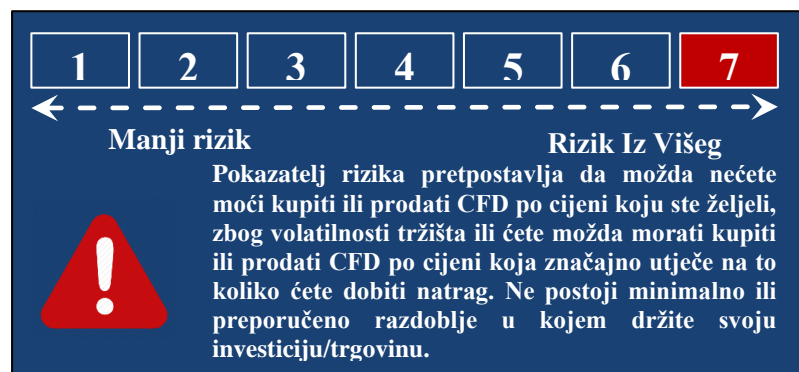 1 2 3 4 5 6 7
Manji rizik Rizik Iz Višeg
Pokazatelj rizika pretpostavlja da možda nećete
moći kupiti ili prodati CFD po cijeni koju ste željeli,
zbog volatilnosti tržišta ili ćete možda morati kupiti
ili prodati CFD po cijeni koja značajno utječe na to
koliko ćete dobiti natrag. Ne postoji minimalno ili
preporučeno razdoblje u kojem držite svoju
investiciju/trgovinu.